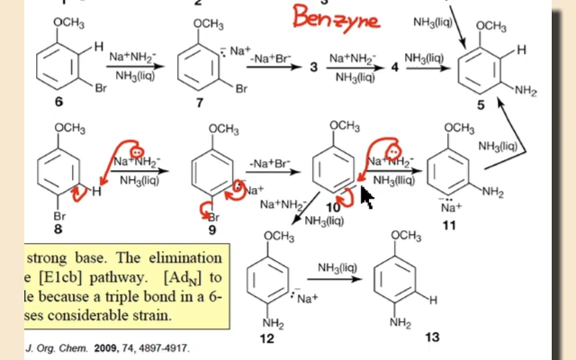 2
3
Benzyne
OCH₃ OCH₃ NH₃(liq) OCH₃
H Na⁺NH₂⁻ : Na⁺ -Na⁺Br⁻ 3 Na⁺NH₂⁻ 4 NH₃(liq) H
NH₃(liq) NH₃(liq)
Br Br NH₂
6 7 5
OCH₃ OCH₃ OCH₃ OCH₃ NH₃(liq)
Na⁺NH₂⁻ -Na⁺Br⁻ Na⁺NH₂⁻
H NH₃(liq) Na⁺ NH₃(liq) NH₂
Br Br Na⁺NH₂⁻ 10 Na⁺
8 9 NH₃(liq) 11
OCH₃ OCH₃
strong base. The elimination
e [E1cb] pathway. [AdN] to
le because a triple bond in a 6-
ses considerable strain.
NH₃(liq)
: Na⁺ H
NH₂ NH₂
12 13
J. Org. Chem. 2009, 74, 4897-4917.